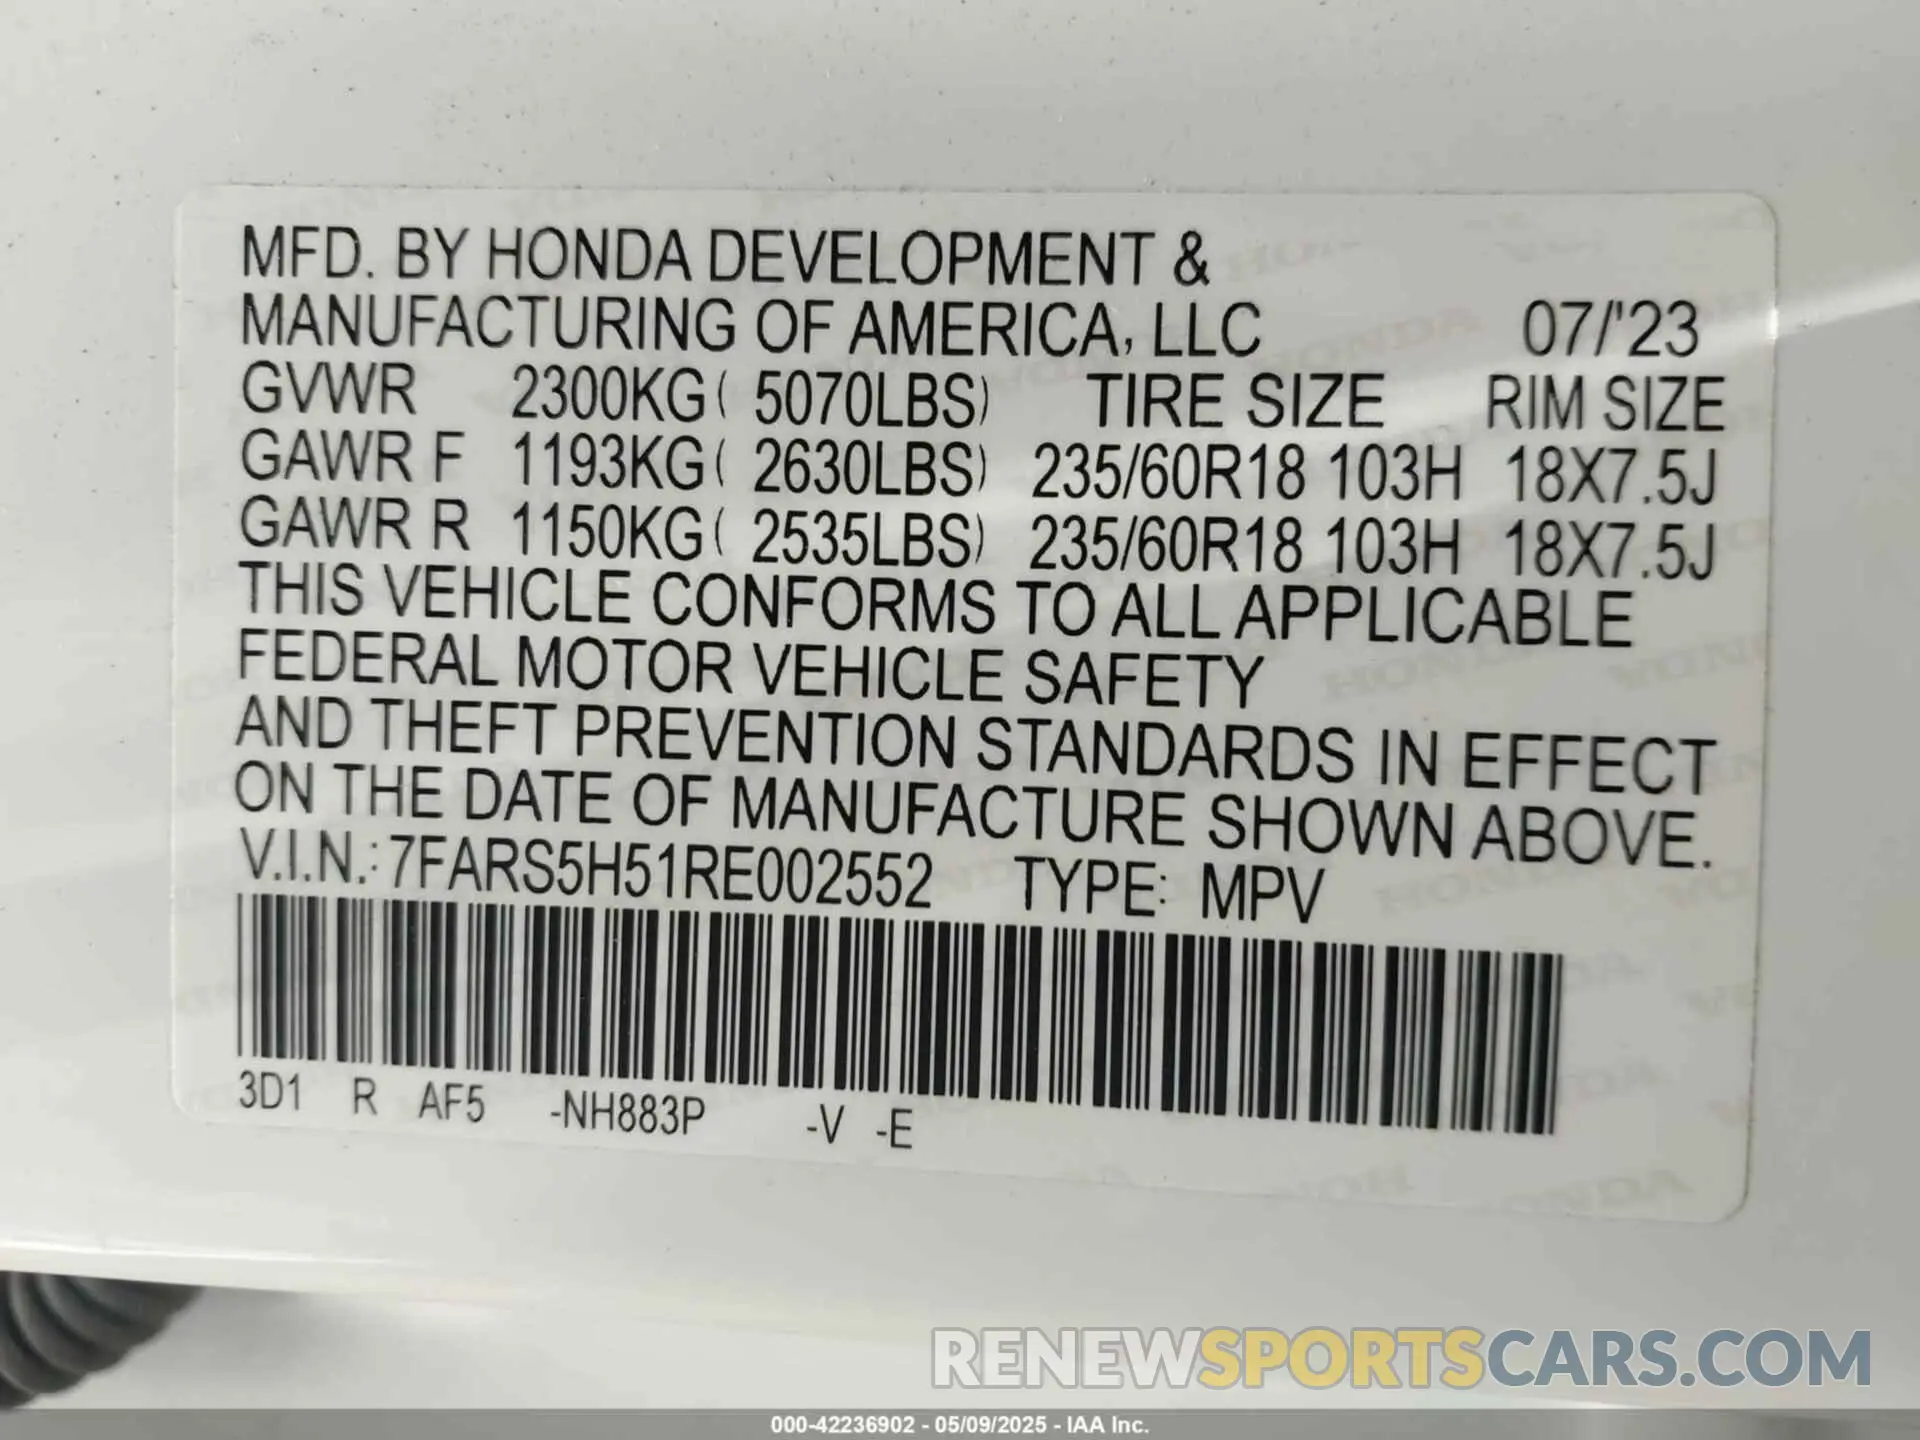 MFD. BY HONDA DEVELOPMENT &
MANUFACTURING OF AMERICA, LLC 07/'23
GVWR 2300KG( 5070LBS) TIRE SIZE RIM SIZE
GAWR F 1193KG( 2630LBS) 235/60R18 103H 18X7.5J
GAWR R 1150KG( 2535LBS) 235/60R18 103H 18X7.5J
THIS VEHICLE CONFORMS TO ALL APPLICABLE
FEDERAL MOTOR VEHICLE SAFETY
AND THEFT PREVENTION STANDARDS IN EFFECT
ON THE DATE OF MANUFACTURE SHOWN ABOVE.
V.I.N.: 7FARS5H51RE002552 TYPE: MPV
3D1 R AF5 -NH883P -V -E
RENEWSPORTSCARS.COM
000-42236902 - 05/09/2025 - IAA Inc.